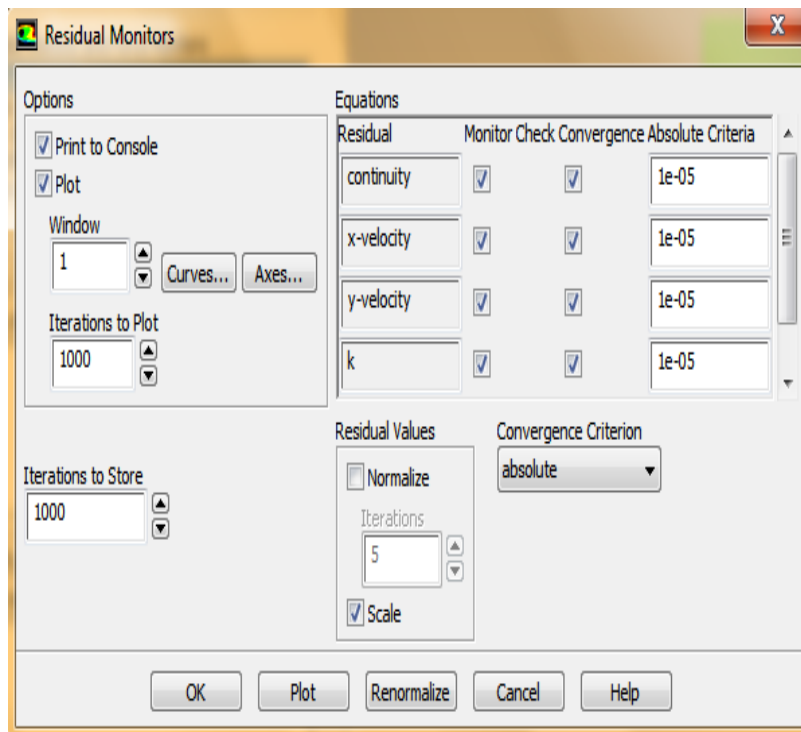 Residual Monitors
X
Options
Print to Console
Plot
Window
1
Curves...
Axes...
Iterations to Plot
1000
Iterations to Store
1000
Equations
Residual Monitor Check Convergence Absolute Criteria
continuity 1e-05
x-velocity 1e-05
y-velocity 1e-05
k 1e-05
Residual Values
Normalize
Iterations
5
Scale
Convergence Criterion
absolute
OK Plot Renormalize Cancel Help